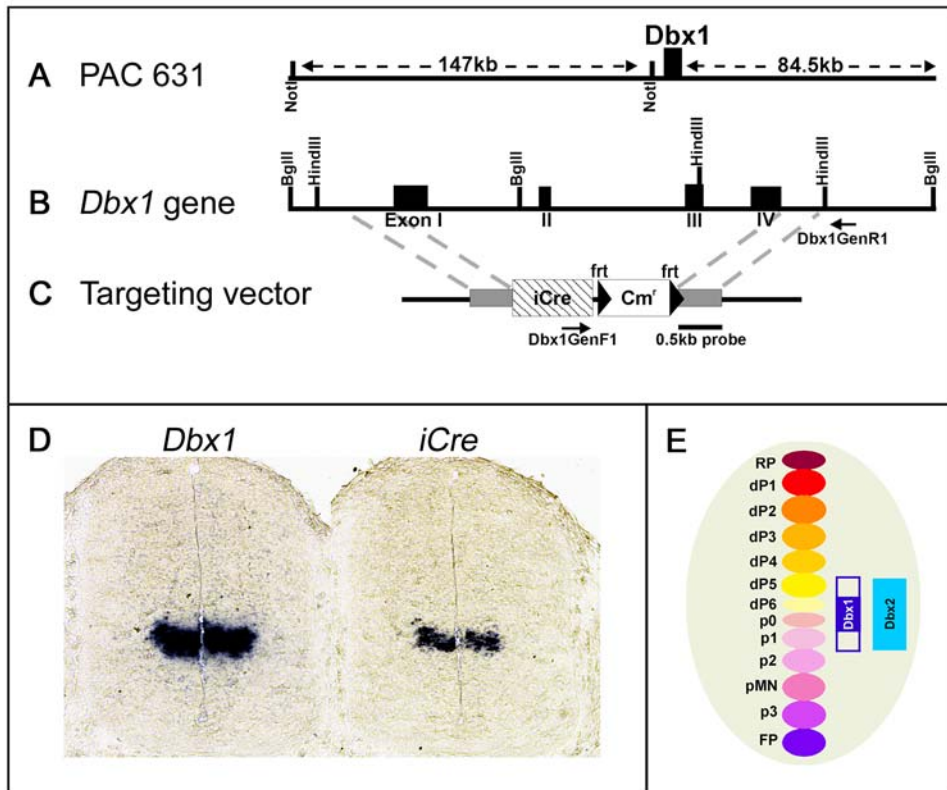 A PAC 631
Dbx1
147kb
84.5kb
NotI
NotI
B Dbx1 gene
BglII
HindIII
BglII
HindIII
HindIII
BglII
Exon I
II
III
IV
Dbx1GenR1
C Targeting vector
frt
frt
iCre
Cmʳ
Dbx1GenF1
0.5kb probe
D
Dbx1
iCre
E
RP
dP1
dP2
dP3
dP4
dP5
dP6
p0
p1
p2
pMN
p3
FP
Dbx1
Dbx2